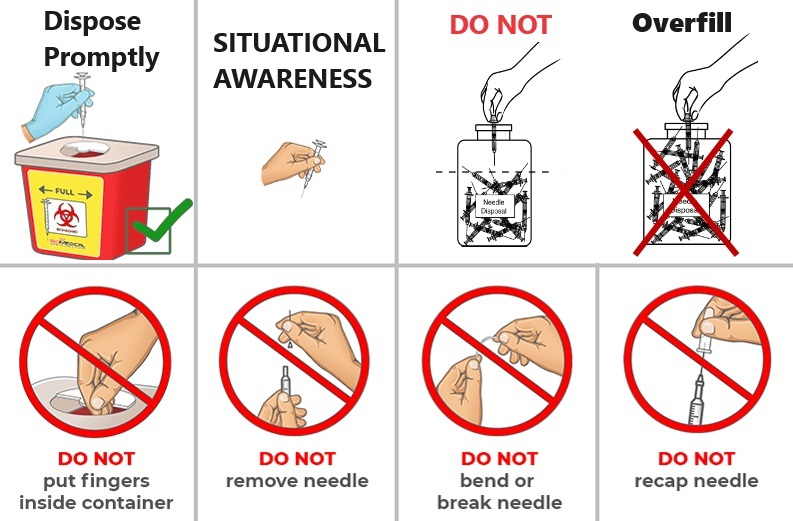 Dispose
Promptly
SITUATIONAL
AWARENESS
DO NOT
Overfill
FULL
BIOHAZARD
Needle
Disposal
DO NOT
put fingers
inside container
DO NOT
remove needle
DO NOT
bend or
break needle
DO NOT
recap needle